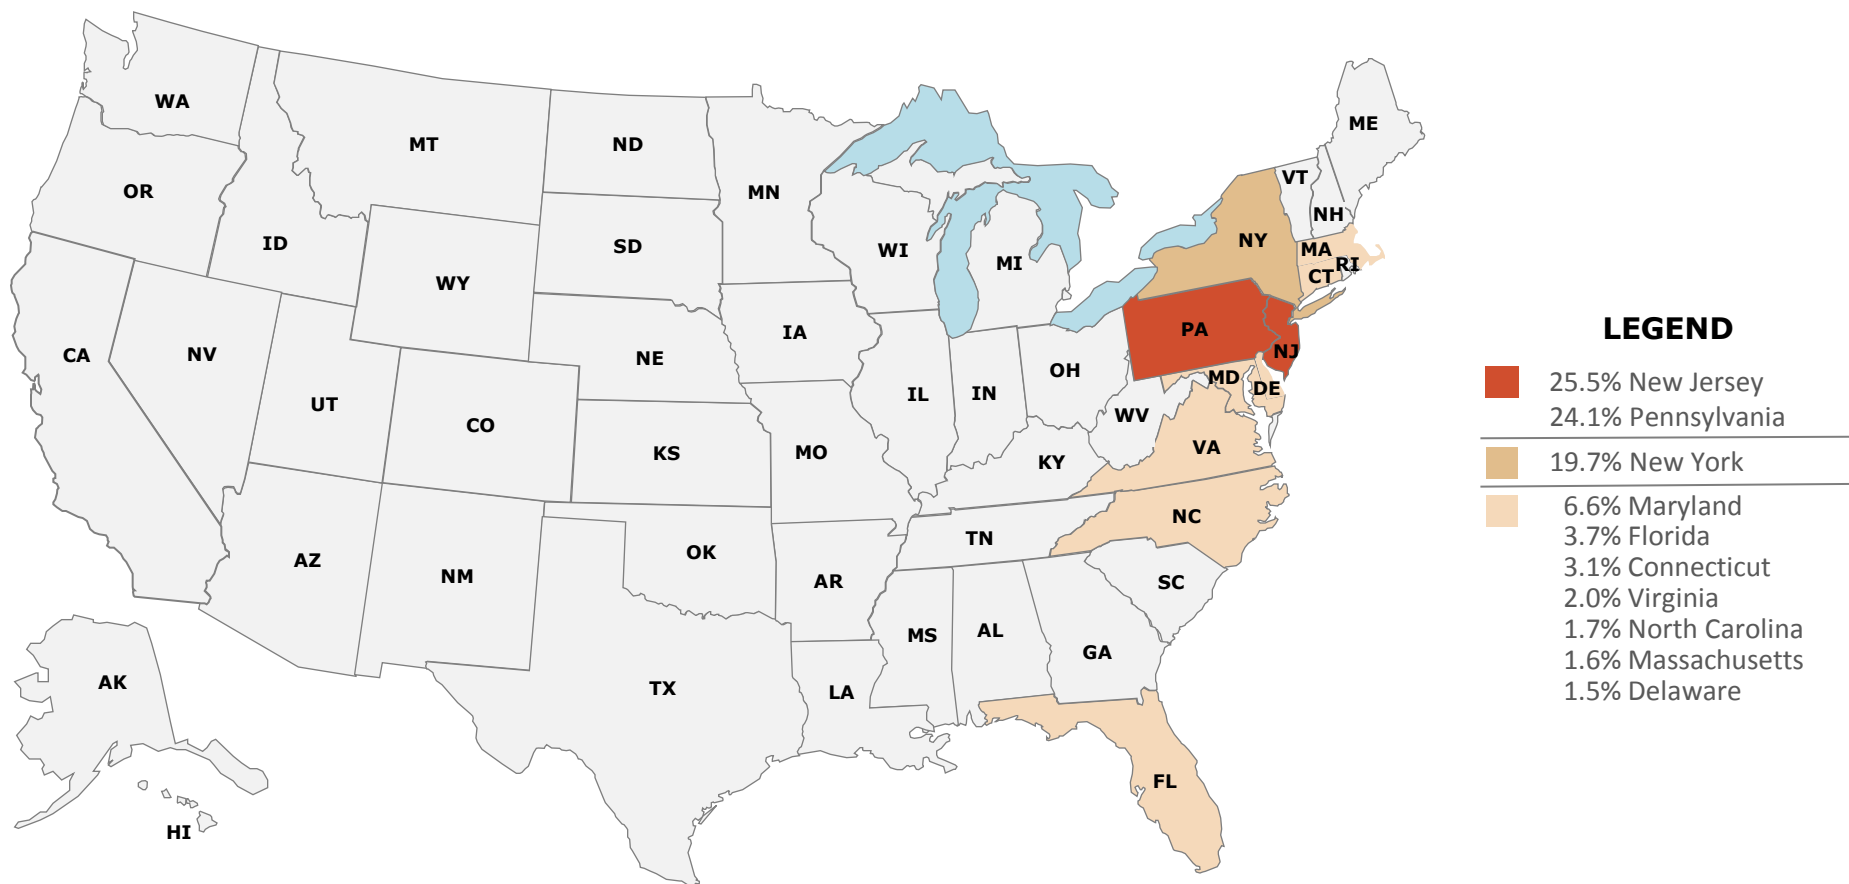 WA
MT
ND
MN
ME
OR
ID
SD
WI
MI
NY
VT
NH
MA
RI
CT
WY
IA
PA
NJ
CA
NV
NE
OH
MD
DE
UT
CO
IL
IN
WV
VA
KS
MO
KY
NC
AZ
NM
OK
TN
AR
SC
MS
AL
GA
TX
LA
AK
FL
HI
LEGEND
25.5% New Jersey
24.1% Pennsylvania
19.7% New York
6.6% Maryland
3.7% Florida
3.1% Connecticut
2.0% Virginia
1.7% North Carolina
1.6% Massachusetts
1.5% Delaware